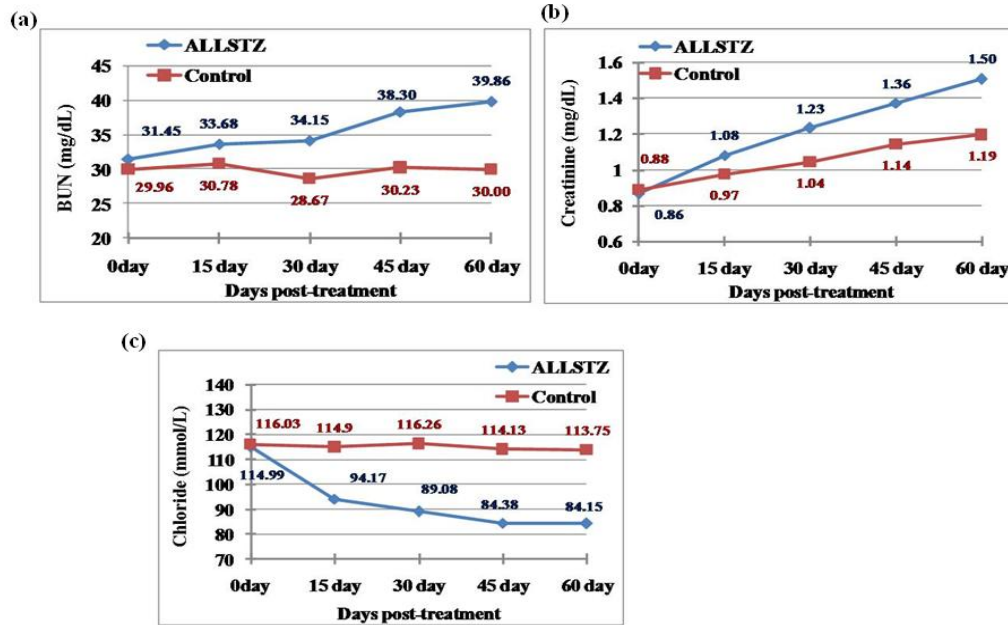 (a)
ALLSTZ
Control
BUN (mg/dL)
45
40
35
30
25
20
31.45
33.68
34.15
38.30
39.86
29.96
30.78
28.67
30.23
30.00
0day
15 day
30 day
45 day
60 day
Days post-treatment
(b)
ALLSTZ
Control
Creatinine (mg/dL)
1.6
1.4
1.2
1
0.8
0.6
0.88
1.08
1.23
1.36
1.50
0.86
0.97
1.04
1.14
1.19
0day
15 day
30 day
45 day
60 day
Days post-treatment
(c)
ALLSTZ
Control
Chloride (mmol/L)
140
130
120
110
100
90
80
70
116.03
114.9
116.26
114.13
113.75
114.99
94.17
89.08
84.38
84.15
0day
15 day
30 day
45 day
60 day
Days post-treatment